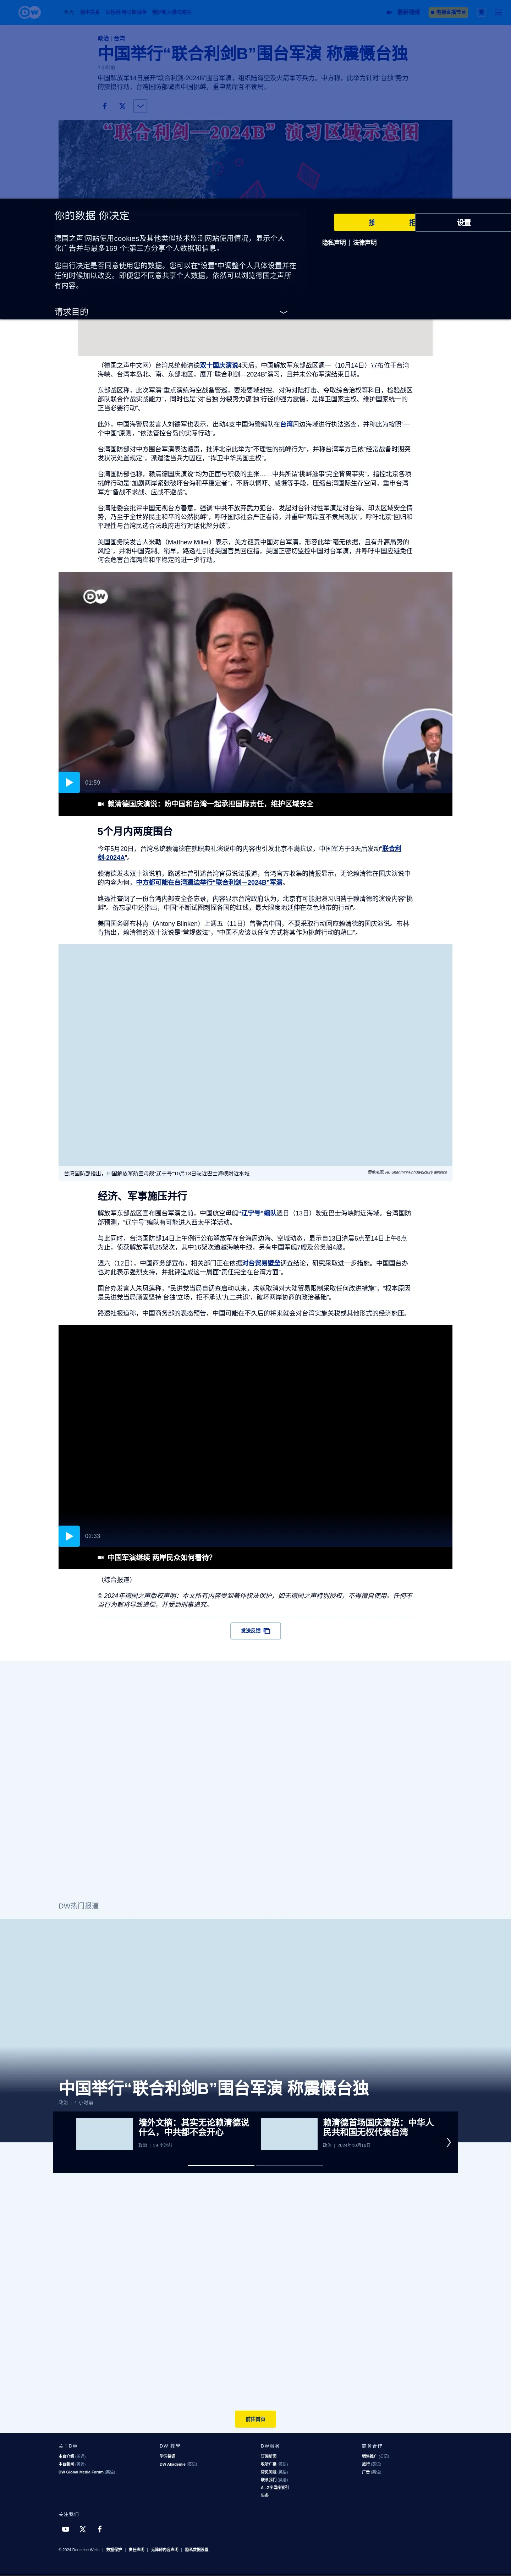 DW
最新视频
电视直播节目
政治 | 台湾
中国举行“联合利剑B”围台军演 称震慑台独
4 小时前
中国解放军14日展开“联合利剑-2024B”围台军演，组织陆海空及火箭军等兵力。中方称，此举为针对“台独”势力
的震慑行动。台湾国防部谴责中国挑衅，重申两岸互不隶属。
“联合利剑—2024B”演习区域示意图
你的数据 你决定
德国之声'网站使用cookies及其他类似技术监测网站使用情况，显示个人
化广告并与最多169 个;第三方分享个人数据和信息。
您自行决定是否同意使用您的数据。您可以在"设置"中调整个人具体设置并在
任何时候加以改变。即使您不同意共享个人数据，依然可以浏览德国之声所
有内容。
请求目的
接
拒
设置
隐私声明 | 法律声明
（德国之声中文网）台湾总统赖清德双十国庆演说4天后，中国解放军东部战区週一（10月14日）宣布位于台湾
海峡、台湾本岛北、南、东部地区，展开“联合利剑—2024B”演习，且并未公布军演结束日期。
东部战区称，此次军演“重点演练海空战备警巡，要港要域封控、对海对陆打击、夺取综合治权等科目，检验战区
部队联合作战实战能力”，同时也是“对‘台独’分裂势力谋‘独’行径的强力震慑，是捍卫国家主权、维护国家统一的
正当必要行动”。
此外，中国海警局发言人刘德军也表示，出动4支中国海警编队在台湾周边海域进行执法巡查，并称此为按照“一
个中国”原则，“依法管控台岛的实际行动”。
台湾国防部对中方围台军演表达谴责，批评北京此举为“不理性的挑衅行为”，并称台湾军方已依“经常战备时期突
发状况处置规定”，派遣适当兵力因应，“捍卫中华民国主权”。
台湾国防部也称，赖清德国庆演说“均为正面与积极的主张……中共所谓‘挑衅滋事’完全背离事实”，指控北京各项
挑衅行动是“加剧两岸紧张破坏台海和平稳定者”，不断以恫吓、威慑等手段，压缩台湾国际生存空间，重申台湾
军方“备战不求战、应战不避战”。
台湾陆委会批评中国无视台方善意，强调“中共不放弃武力犯台、发起对台针对性军演是对台海、印太区域安全情
势，乃至于全世界民主和平的公然挑衅”，呼吁国际社会严正看待，并重申“两岸互不隶属现状”，呼吁北京“回归和
平理性与台湾民选合法政府进行对话化解分歧”。
美国国务院发言人米勒（Matthew Miller）表示，美方谴责中国对台军演，形容此举“毫无依据，且有升高局势的
风险”，并盼中国克制。稍早，路透社引述美国官员回应指，美国正密切监控中国对台军演，并呼吁中国应避免任
何会危害台海两岸和平稳定的进一步行动。
DW
01:59
赖清德国庆演说：盼中国和台湾一起承担国际责任，维护区域安全
5个月内两度围台
今年5月20日，台湾总统赖清德在就职典礼演说中的内容也引发北京不满抗议，中国军方于3天后发动“联合利
剑-2024A”。
赖清德发表双十演说前，路透社曾引述台湾官员说法报道，台湾官方收集的情报显示，无论赖清德在国庆演说中
的内容为何，中方都可能在台湾週边举行“联合利剑－2024B”军演。
路透社查阅了一份台湾内部安全备忘录，内容显示台湾政府认为，北京有可能把演习归咎于赖清德的演说内容“挑
衅”，备忘录中还指出，中国“不断试图刺探各国的红线，最大限度地延伸在灰色地带的行动”。
美国国务卿布林肯（Antony Blinken）上週五（11日）曾警告中国，不要采取行动回应赖清德的国庆演说。布林
肯指出，赖清德的双十演说是“常规做法”，“中国不应该以任何方式将其作为挑衅行动的藉口”。
台湾国防部指出，中国解放军航空母舰“辽宁号”10月13日驶近巴士海峡附近水域
图像来源: Hu Shanmin/Xinhua/picture alliance
经济、军事施压并行
解放军东部战区宣布围台军演之前，中国航空母舰“辽宁号”编队週日（13日）驶近巴士海峡附近海域。台湾国防
部预测，“辽宁号”编队有可能进入西太平洋活动。
与此同时，台湾国防部14日上午例行公布解放军在台海周边海、空域动态，显示自13日清晨6点至14日上午8点
为止，侦获解放军机25架次，其中16架次逾越海峡中线，另有中国军舰7艘及公务船4艘。
週六（12日），中国商务部宣布，相关部门正在依据对台贸易壁垒调查结论，研究采取进一步措施。中国国台办
也对此表示强烈支持，并批评造成这一局面“责任完全在台湾方面”。
国台办发言人朱凤莲称，“民进党当局自调查启动以来，未就取消对大陆贸易限制采取任何改进措施”，“根本原因
是民进党当局顽固坚持‘台独’立场，拒不承认‘九二共识’，破坏两岸协商的政治基础”。
路透社报道称，中国商务部的表态预告，中国可能在不久后的将来就会对台湾实施关税或其他形式的经济施压。
02:33
中国军演继续 两岸民众如何看待？
（综合报道）
© 2024年德国之声版权声明：本文所有内容受到著作权法保护，如无德国之声特别授权，不得擅自使用。任何不
当行为都将导致追偿，并受到刑事追究。
发送反馈
DW热门报道
中国举行“联合利剑B”围台军演 称震慑台独
政治 | 4 小时前
墙外文摘：其实无论赖清德说
什么，中共都不会开心
政治 | 19 小时前
赖清德首场国庆演说：中华人
民共和国无权代表台湾
政治 | 2024年10月10日
前往首页
关于DW
本台介绍 (英语)
本台新闻 (英语)
DW Global Media Forum (英语)
DW 教学
学习德语
DW Akademie (英语)
DW服务
订阅新闻
收听广播 (英语)
常见问题 (英语)
联系我们 (英语)
A - Z字母序索引
头条
商务合作
销售推广 (英语)
旅行 (英语)
广告 (英语)
关注我们
© 2024 Deutsche Welle | 数据保护 | 责任声明 | 无障碍内容声明 | 隐私数据设置